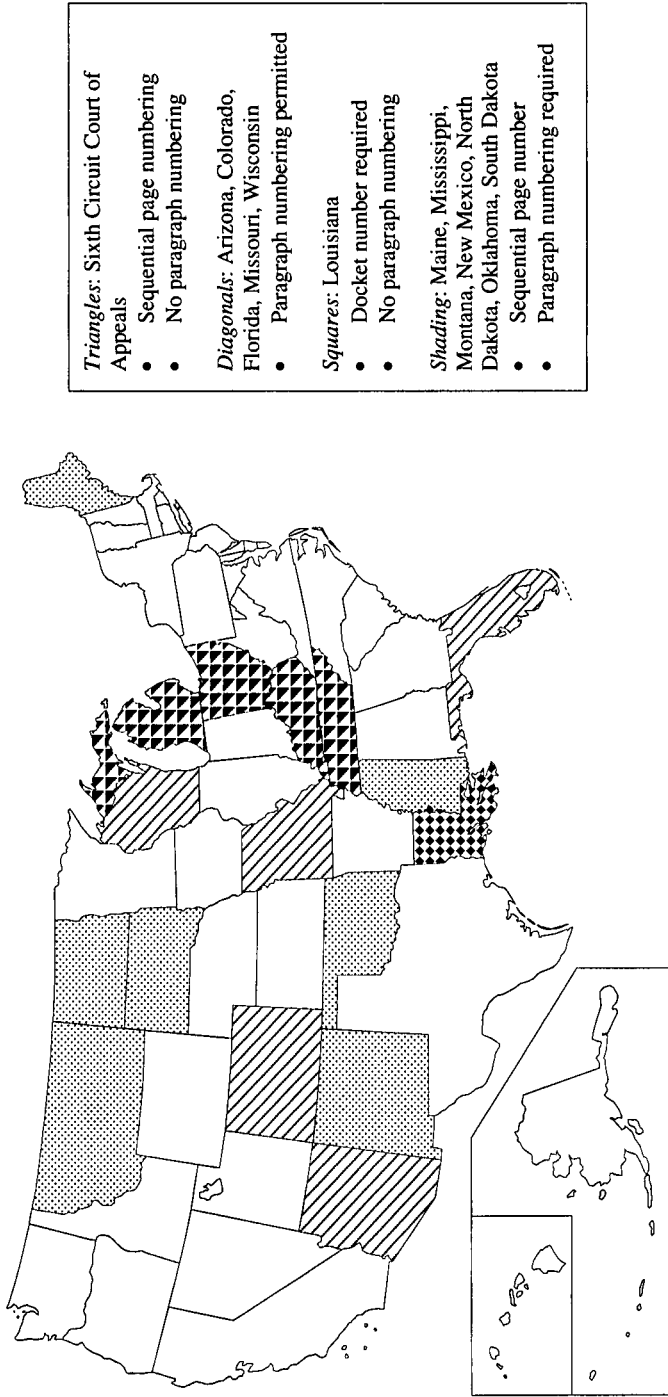 Triangles: Sixth Circuit Court of
Appeals
• Sequential page numbering
• No paragraph numbering
Diagonals: Arizona, Colorado,
Florida, Missouri, Wisconsin
• Paragraph numbering permitted
Squares: Louisiana
• Docket number required
• No paragraph numbering
Shading: Maine, Mississippi,
Montana, New Mexico, North
Dakota, Oklahoma, South Dakota
• Sequential page number
• Paragraph numbering required